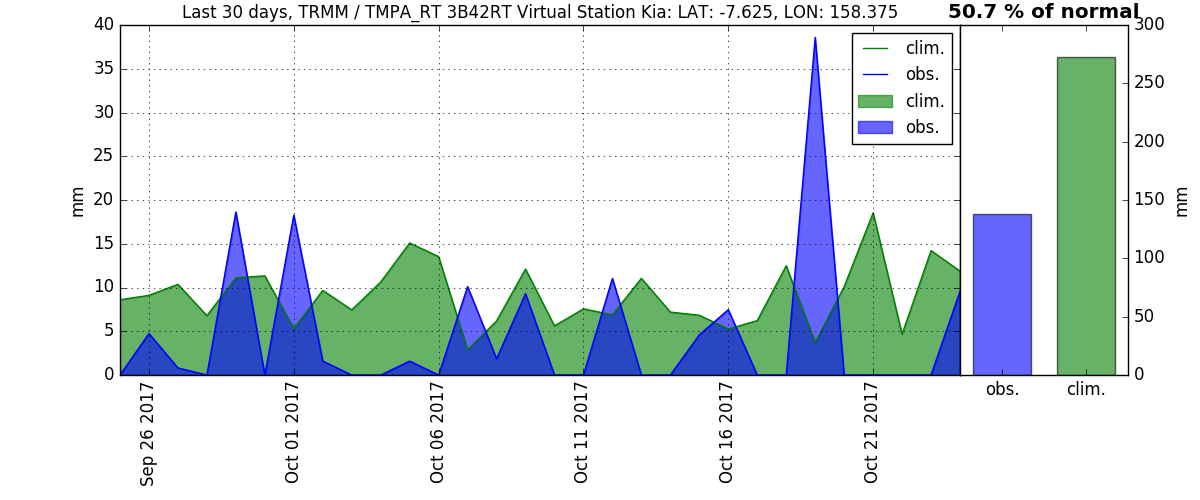 Last 30 days, TRMM / TMPA_RT 3B42RT Virtual Station Kia: LAT: -7.625, LON: 158.375
50.7 % of normal
40
35
30
25
20
15
10
5
0
mm
clim.
obs.
clim.
obs.
Sep 26 2017
Oct 01 2017
Oct 06 2017
Oct 11 2017
Oct 16 2017
Oct 21 2017
300
250
200
150
100
50
0
mm
obs.
clim.